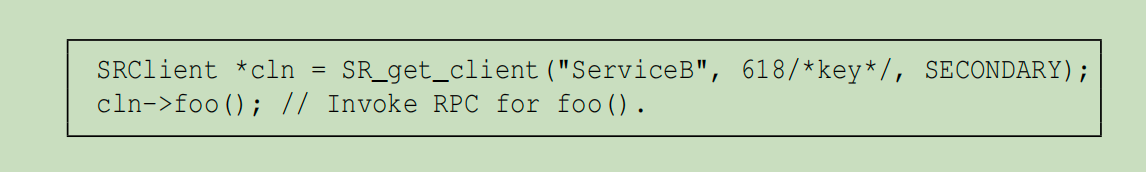 SRClient *cln = SR_get_client("ServiceB", 618/*key*/, SECONDARY);
cln->foo(); // Invoke RPC for foo().